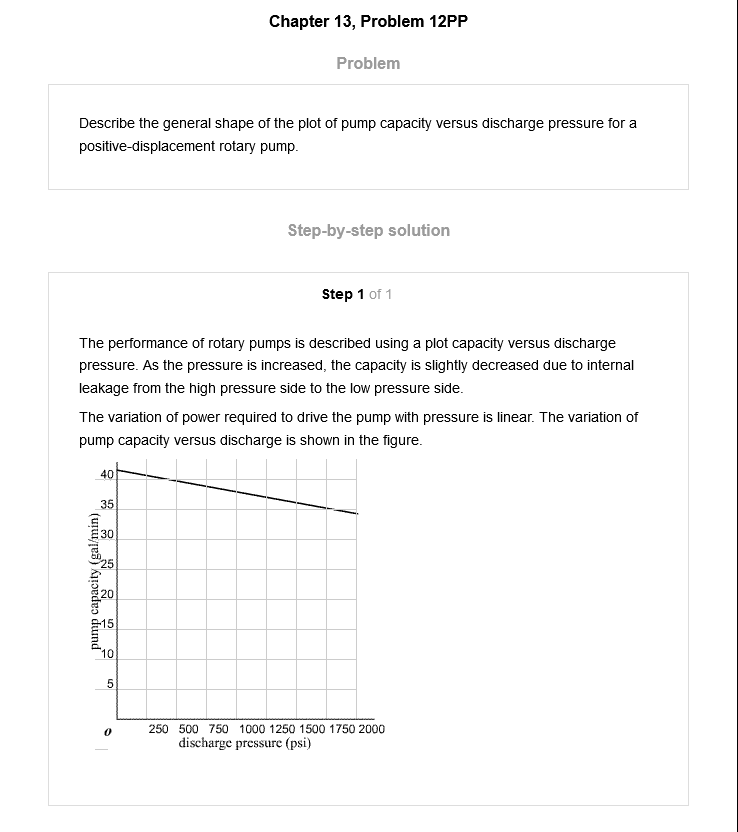 Chapter 13, Problem 12PP
Problem
Describe the general shape of the plot of pump capacity versus discharge pressure for a
positive-displacement rotary pump.
Step-by-step solution
Step 1 of 1
The performance of rotary pumps is described using a plot capacity versus discharge
pressure. As the pressure is increased, the capacity is slightly decreased due to internal
leakage from the high pressure side to the low pressure side.
The variation of power required to drive the pump with pressure is linear. The variation of
pump capacity versus discharge is shown in the figure.
pump capacity (gal/min)
40
35
30
25
20
15
10
5
0
250 500 750 1000 1250 1500 1750 2000
discharge pressure (psi)